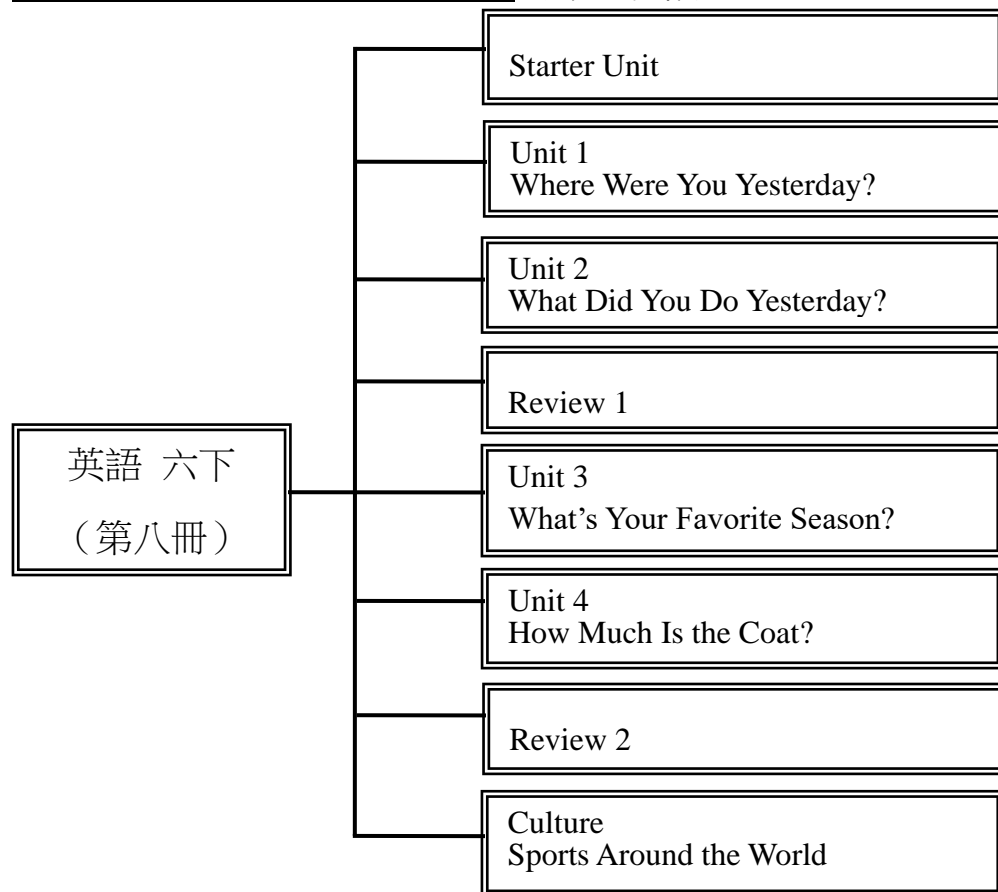 Starter Unit
Unit 1
Where Were You Yesterday?
Unit 2
What Did You Do Yesterday?
Review 1
英語 六下
（第八冊）
Unit 3
What's Your Favorite Season?
Unit 4
How Much Is the Coat?
Review 2
Culture
Sports Around the World